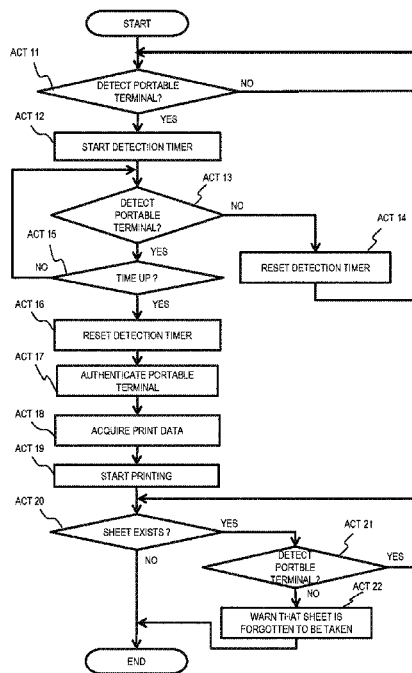 START
ACT 11
DETECT PORTABLE
TERMINAL?
NO
YES
ACT 12
START DETECTIION TIMER
ACT 13
DETECT
PORTABLE
TERMINAL?
NO
YES
ACT 14
RESET DETECTION TIMER
ACT 15
TIME UP ?
NO
YES
ACT 16
RESET DETECTION TIMER
ACT 17
AUTHENTICATE PORTABLE
TERMINAL
ACT 18
ACQUIRE PRINT DATA
ACT 19
START PRINTING
ACT 20
SHEET EXISTS ?
YES
NO
ACT 21
DETECT
PORTBLE
TERMINAL ?
YES
NO
ACT 22
WARN THAT SHEET IS
FORGOTTEN TO BE TAKEN
END